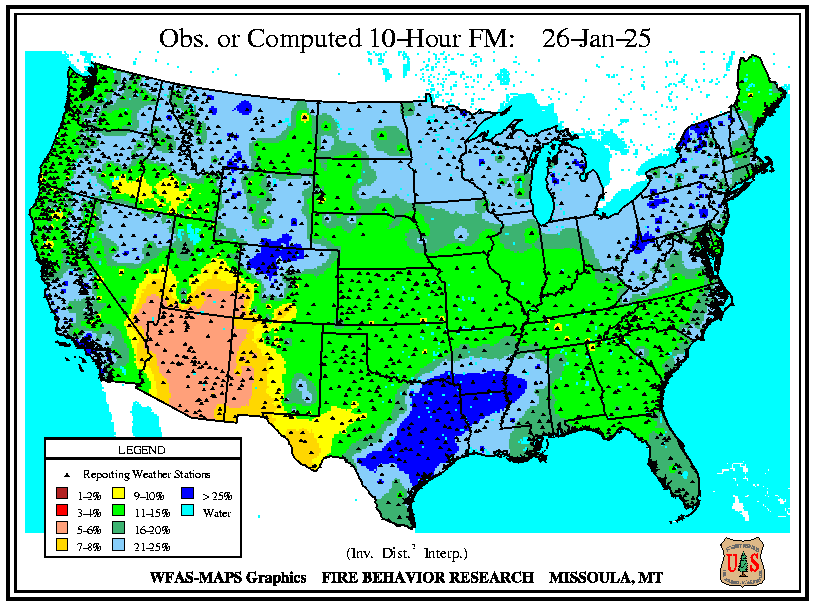 Obs. or Computed 10-Hour FM: 26-Jan-25
LEGEND
Reporting Weather Stations
1-2% 9-10% > 25%
3-4% 11-15% Water
5-6% 16-20%
7-8% 21-25%
(Inv. Dist.² Interp.)
WFAS-MAPS Graphics FIRE BEHAVIOR RESEARCH MISSOULA, MT
U S